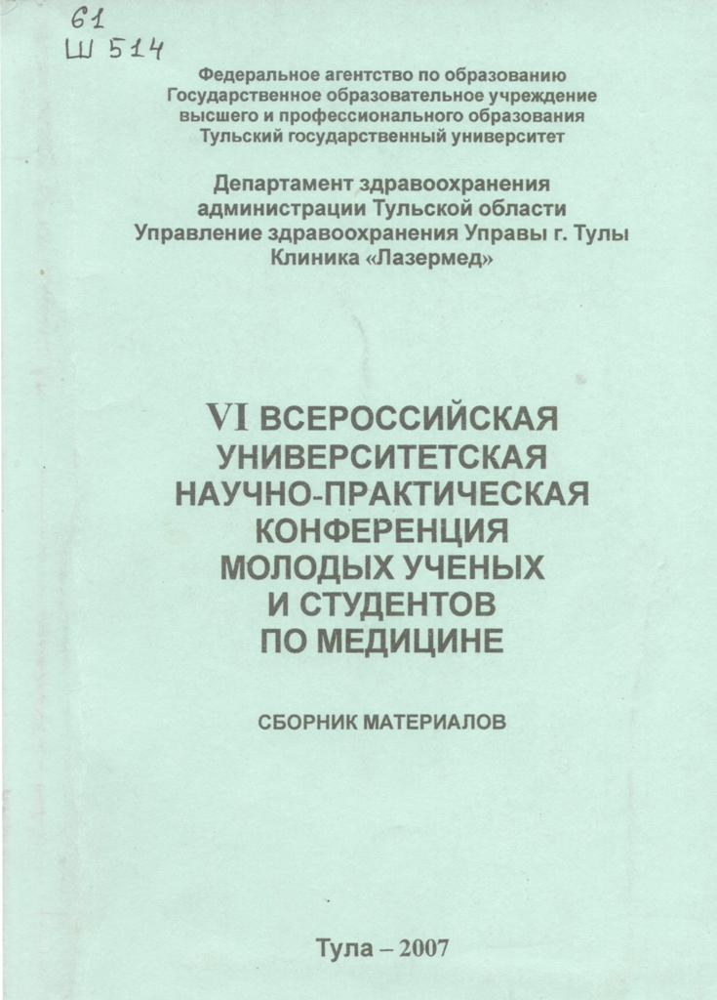 61
Ш 514
Федеральное агентство по образованию
Государственное образовательное учреждение
высшего и профессионального образования
Тульский государственный университет
Департамент здравоохранения
администрации Тульской области
Управление здравоохранения Управы г. Тулы
Клиника «Лазермед»
VI ВСЕРОССИЙСКАЯ
УНИВЕРСИТЕТСКАЯ
НАУЧНО-ПРАКТИЧЕСКАЯ
КОНФЕРЕНЦИЯ
МОЛОДЫХ УЧЕНЫХ
И СТУДЕНТОВ
ПО МЕДИЦИНЕ
СБОРНИК МАТЕРИАЛОВ
Тула – 2007